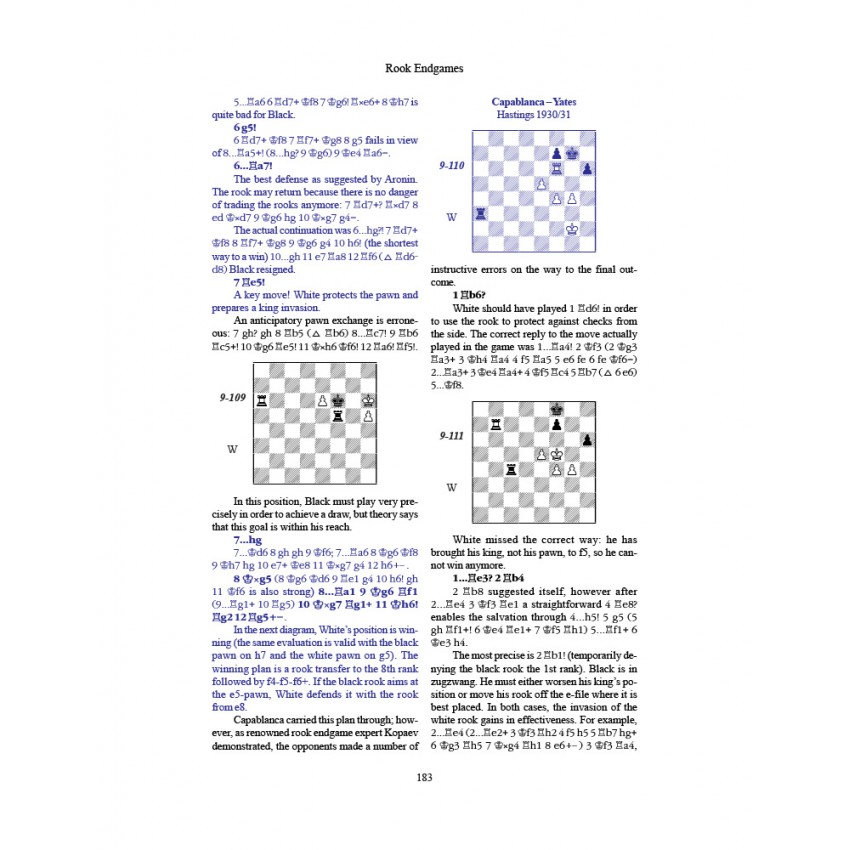 Rook Endgames
5...♖a6 6 ♖d7+ ♔f8 7 ♔g6! ♖×e6+ 8 ♔h7 is
quite bad for Black.
6 g5!
6 ♖d7+ ♔f8 7 ♖f7+ ♔g8 8 g5 fails in view
of 8...♖a5+! (8...hg? 9 ♔g6) 9 ♔e4 ♖a6=.
6...♖a7!
The best defense as suggested by Aronin.
The rook may return because there is no danger
of trading the rooks anymore: 7 ♖d7+? ♖×d7 8
ed ♔×d7 9 ♔g6 hg 10 ♔×g7 g4=.
The actual continuation was 6...hg?! 7 ♖d7+
♔f8 8 ♖f7+ ♔g8 9 ♔g6 g4 10 h6! (the shortest
way to a win) 10...gh 11 e7 ♖a8 12 ♖f6 (△ ♖d6-
d8) Black resigned.
7 ♖e5!
A key move! White protects the pawn and
prepares a king invasion.
An anticipatory pawn exchange is errone-
ous: 7 gh? gh 8 ♖b5 (△ ♖b6) 8...♖c7! 9 ♖b6
♖c5+! 10 ♔g6 ♖e5! 11 ♔×h6 ♔f6! 12 ♖a6! ♖f5!.
9-109
W
In this position, Black must play very pre-
cisely in order to achieve a draw, but theory says
that this goal is within his reach.
7...hg
7...♔d6 8 gh gh 9 ♔f6; 7...♖a6 8 ♔g6 ♔f8
9 ♔h7 hg 10 e7+ ♔e8 11 ♔×g7 g4 12 h6+−.
8 ♔×g5 (8 ♔g6 ♔d6 9 ♖e1 g4 10 h6! gh
11 ♔f6 is also strong) 8...♖a1 9 ♔g6 ♖f1
(9...♖g1+ 10 ♖g5) 10 ♔×g7 ♖g1+ 11 ♔h6!
♖g2 12 ♖g5+−.
In the next diagram, White's position is win-
ning (the same evaluation is valid with the black
pawn on h7 and the white pawn on g5). The
winning plan is a rook transfer to the 8th rank
followed by f4-f5-f6+. If the black rook aims at
the e5-pawn, White defends it with the rook
from e8.
Capablanca carried this plan through; how-
ever, as renowned rook endgame expert Kopaev
demonstrated, the opponents made a number of
Capablanca – Yates
Hastings 1930/31
9-110
W
instructive errors on the way to the final out-
come.
1 ♖b6?
White should have played 1 ♖d6! in order
to use the rook to protect against checks from
the side. The correct reply to the move actually
played in the game was 1...♖a4! 2 ♔f3 (2 ♔g3
♖a3+ 3 ♔h4 ♖a4 4 f5 ♖a5 5 e6 fe 6 fe ♔f6=)
2...♖a3+ 3 ♔e4 ♖a4+ 4 ♔f5 ♖c4 5 ♖b7 (△ 6 e6)
5...♔f8.
9-111
W
White missed the correct way: he has
brought his king, not his pawn, to f5, so he can-
not win anymore.
1...♖e3? 2 ♖b4
2 ♖b8 suggested itself, however after
2...♖e4 3 ♔f3 ♖e1 a straightforward 4 ♖e8?
enables the salvation through 4...h5! 5 g5 (5
gh ♖f1+! 6 ♔e4 ♖e1+ 7 ♔f5 ♖h1) 5...♖f1+ 6
♔e3 h4.
The most precise is 2 ♖b1! (temporarily de-
nying the black rook the 1st rank). Black is in
zugzwang. He must either worsen his king's po-
sition or move his rook off the e-file where it is
best placed. In both cases, the invasion of the
white rook gains in effectiveness. For example,
2...♖e4 (2...♖e2+ 3 ♔f3 ♖h2 4 f5 h5 5 ♖b7 hg+
6 ♔g3 ♖h5 7 ♔×g4 ♖h1 8 e6+−) 3 ♔f3 ♖a4,
183